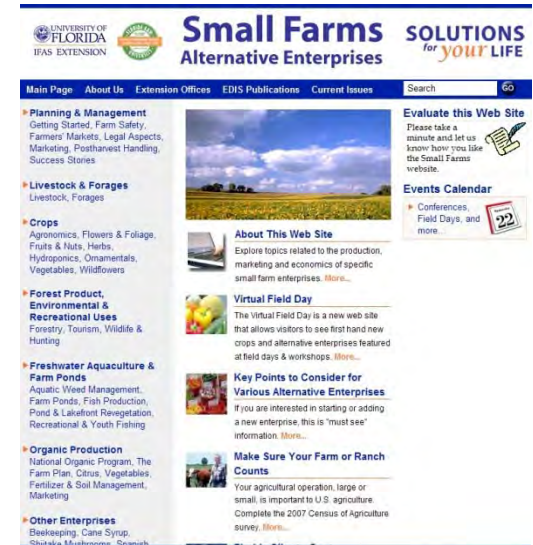 UNIVERSITY OF
FLORIDA
IFAS EXTENSION
Small Farms
Alternative Enterprises
SOLUTIONS
for your LIFE
Main Page About Us Extension Offices EDIS Publications Current Issues Search GO
Planning & Management
Getting Started, Farm Safety,
Farmers' Markets, Legal Aspects,
Marketing, Postharvest Handling,
Success Stories
Livestock & Forages
Livestock, Forages
Crops
Agronomics, Flowers & Foliage,
Fruits & Nuts, Herbs,
Hydroponics, Ornamentals,
Vegetables, Wildflowers
Forest Product,
Environmental &
Recreational Uses
Forestry, Tourism, Wildlife &
Hunting
Freshwater Aquaculture &
Farm Ponds
Aquatic Weed Management,
Farm Ponds, Fish Production,
Pond & Lakefront Revegetation,
Recreational & Youth Fishing
Organic Production
National Organic Program, The
Farm Plan, Citrus, Vegetables,
Fertilizer & Soil Management,
Marketing
Other Enterprises
Beekeeping, Cane Syrup,
Shiitake Mushrooms, Spanish
About This Web Site
Explore topics related to the production,
marketing and economics of specific
small farm enterprises. More...
Virtual Field Day
The Virtual Field Day is a new web site
that allows visitors to see first hand new
crops and alternative enterprises featured
at field days & workshops. More...
Key Points to Consider for
Various Alternative Enterprises
If you are interested in starting or adding
a new enterprise, this is "must see"
information. More...
Make Sure Your Farm or Ranch
Counts
Your agricultural operation, large or
small, is important to U.S. agriculture.
Complete the 2007 Census of Agriculture
survey, More...
Evaluate this Web Site
Please take a
minute and let us
know how you like
the Small Farms
website.
Events Calendar
Conferences,
Field Days, and
more...
22